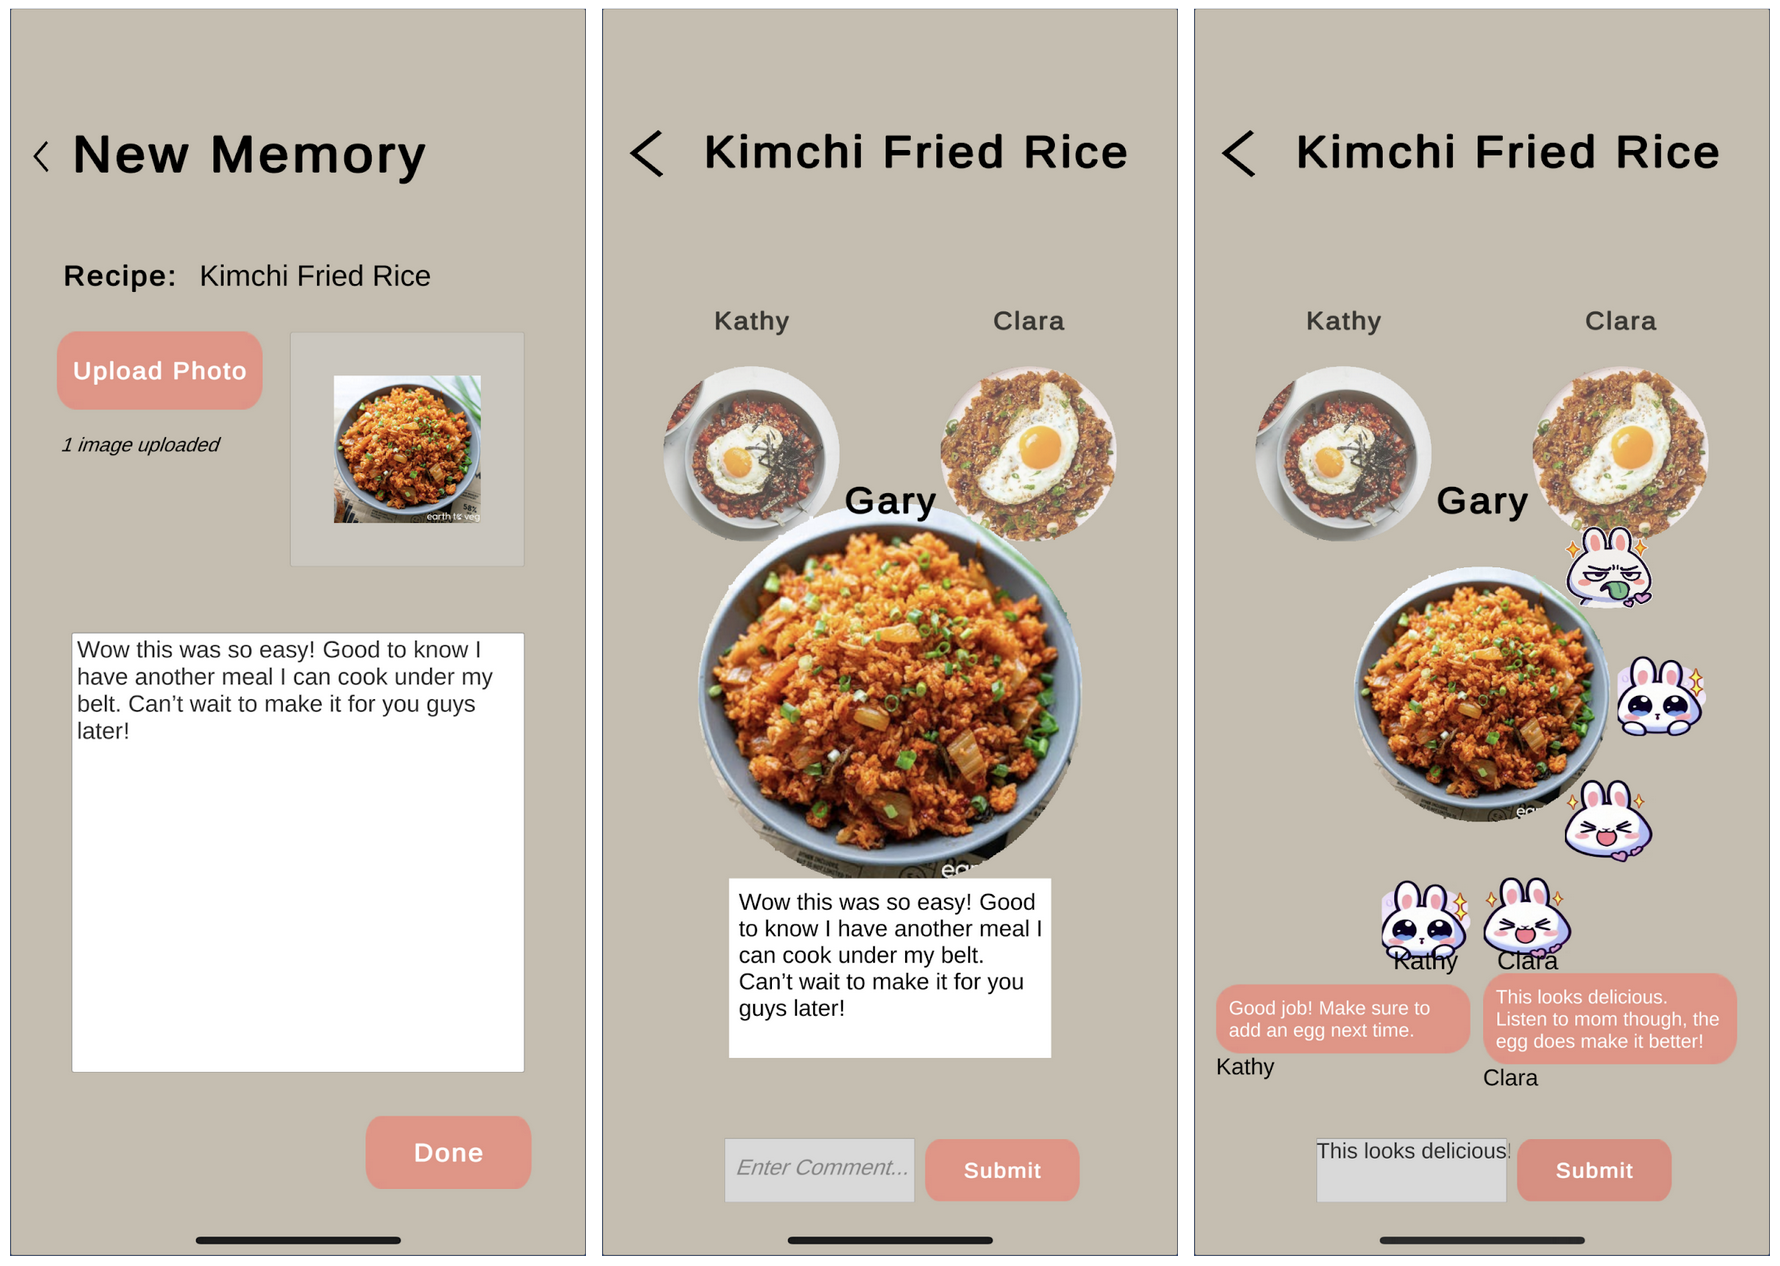 New Memory
Recipe: Kimchi Fried Rice
Upload Photo
1 image uploaded
earth to veg
Wow this was so easy! Good to know I
have another meal I can cook under my
belt. Can’t wait to make it for you guys
later!
Done
Kimchi Fried Rice
Kathy
Clara
Gary
Wow this was so easy! Good
to know I have another meal I
can cook under my belt.
Can’t wait to make it for you
guys later!
Enter Comment...
Submit
Kimchi Fried Rice
Kathy
Clara
Gary
Kathy
Clara
Good job! Make sure to
add an egg next time.
Kathy
This looks delicious.
Listen to mom though, the
egg does make it better!
Clara
This looks delicious!
Submit